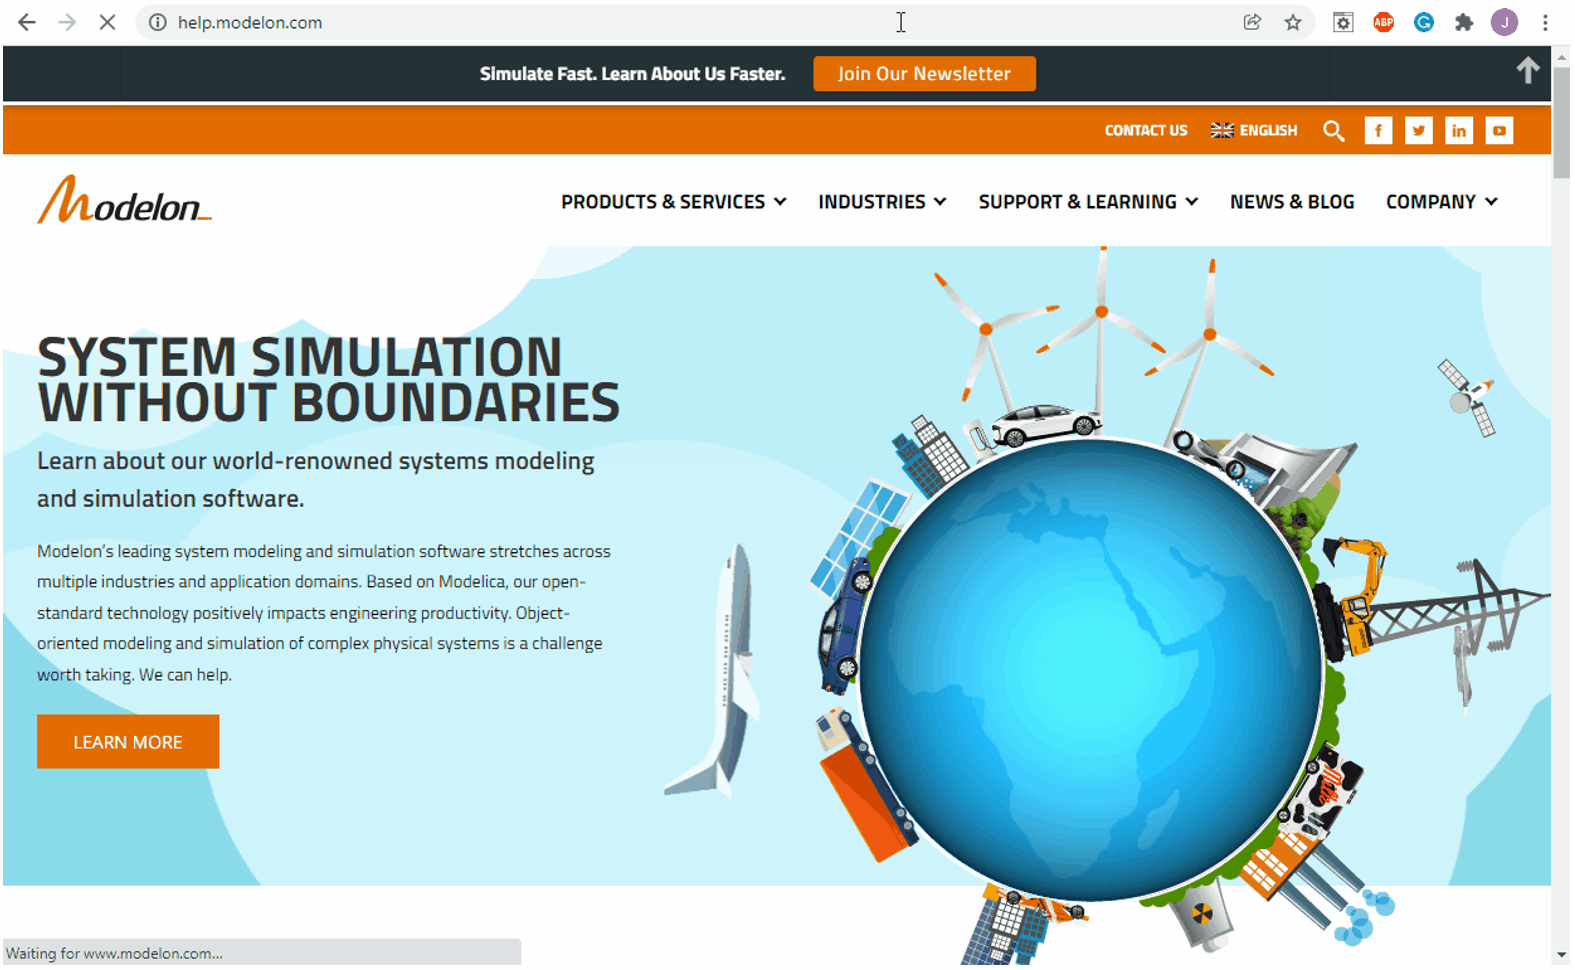 help.modelon.com
ABP
J
Simulate Fast. Learn About Us Faster.
Join Our Newsletter
CONTACT US
ENGLISH
Modelon
PRODUCTS & SERVICES
INDUSTRIES
SUPPORT & LEARNING
NEWS & BLOG
COMPANY
SYSTEM SIMULATION
WITHOUT BOUNDARIES
Learn about our world-renowned systems modeling
and simulation software.
Modelon's leading system modeling and simulation software stretches across
multiple industries and application domains. Based on Modelica, our open-
standard technology positively impacts engineering productivity. Object-
oriented modeling and simulation of complex physical systems is a challenge
worth taking. We can help.
LEARN MORE
Milk
Waiting for www.modelon.com...